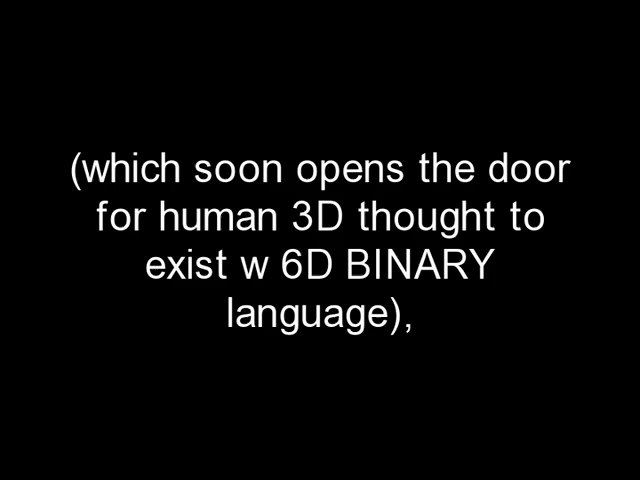 (which soon opens the door
for human 3D thought to
exist w 6D BINARY
language),